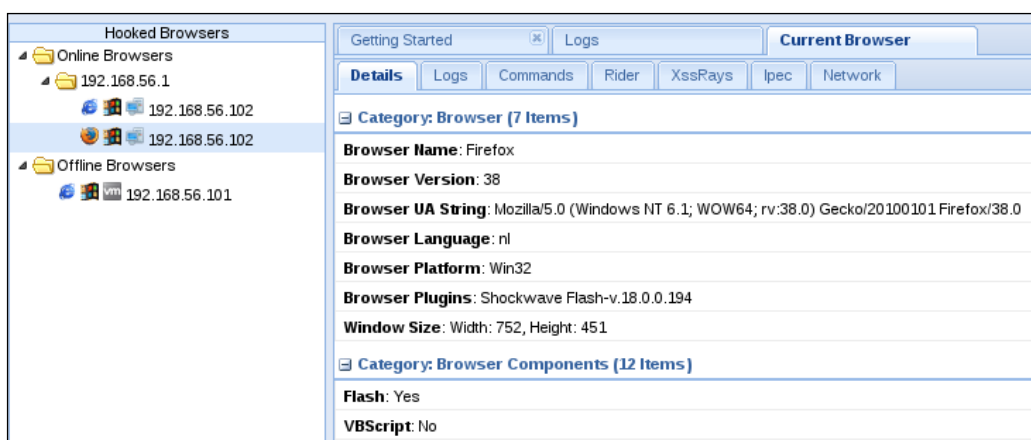 Hooked Browsers
Online Browsers
192.168.56.1
192.168.56.102
192.168.56.102
Offline Browsers
vm 192.168.56.101
Getting Started
Logs
Current Browser
Details
Logs
Commands
Rider
XssRays
Ipec
Network
Category: Browser (7 Items)
Browser Name: Firefox
Browser Version: 38
Browser UA String: Mozilla/5.0 (Windows NT 6.1; WOW64; rv:38.0) Gecko/20100101 Firefox/38.0
Browser Language: nl
Browser Platform: Win32
Browser Plugins: Shockwave Flash-v.18.0.0.194
Window Size: Width: 752, Height: 451
Category: Browser Components (12 Items)
Flash: Yes
VBScript: No